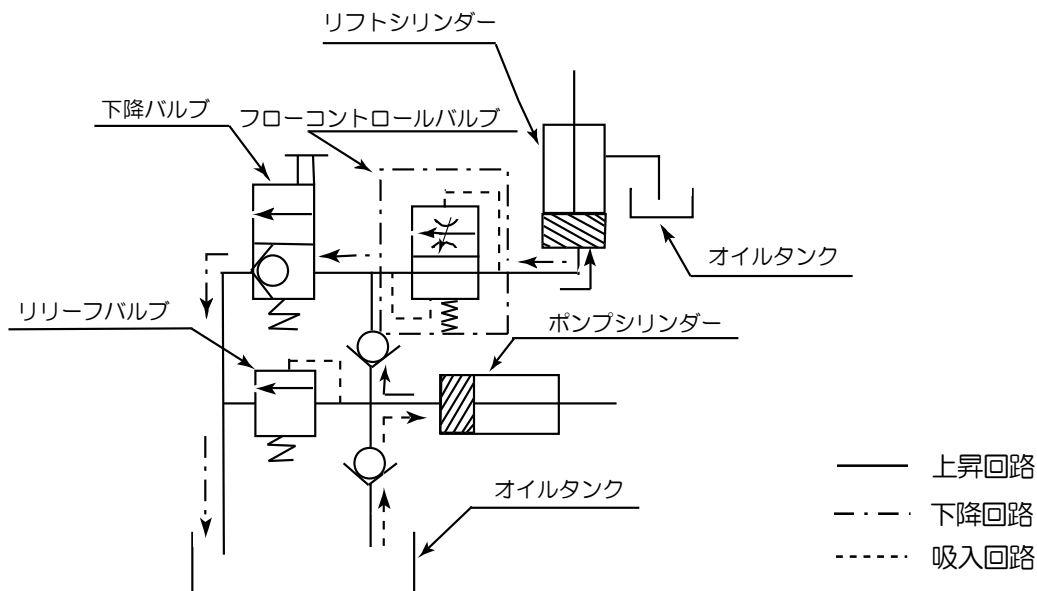 リフトシリンダー
下降バルブ
フローコントロールバルブ
オイルタンク
リリーフバルブ
ポンプシリンダー
オイルタンク
上昇回路
下降回路
吸入回路